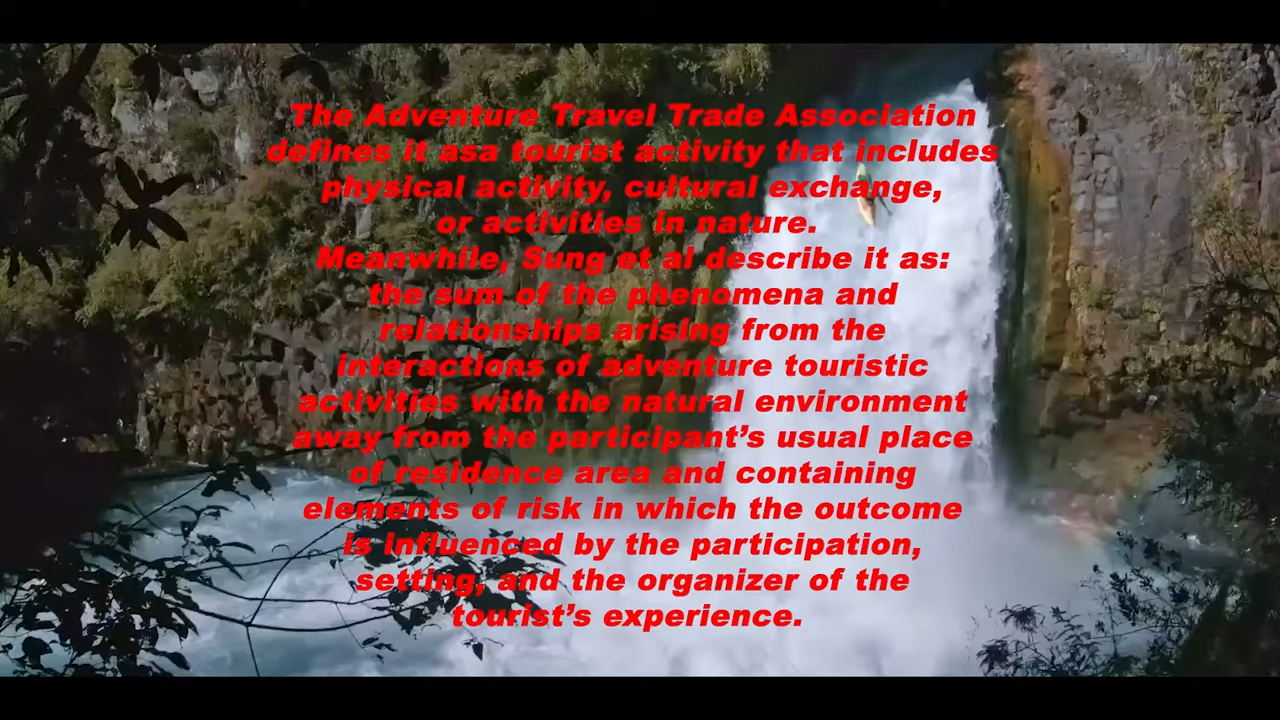 The Adventure Travel Trade Association
defines it asa tourist activity that includes
physical activity, cultural exchange,
or activities in nature.
Meanwhile, Sung et al describe it as:
the sum of the phenomena and
relationships arising from the
interactions of adventure touristic
activities with the natural environment
away from the participant’s usual place
of residence area and containing
elements of risk in which the outcome
is influenced by the participation,
setting, and the organizer of the
tourist’s experience.